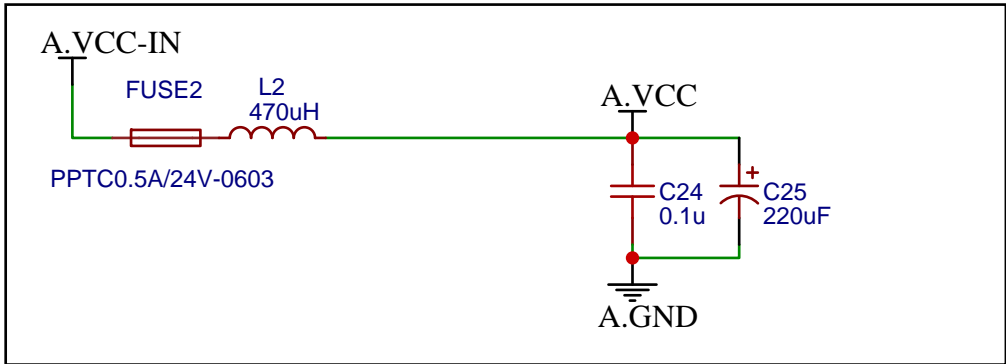 A.VCC-IN
FUSE2
L2
470uH
PPTC0.5A/24V-0603
A.VCC
+
C24
0.1u
C25
220uF
A.GND